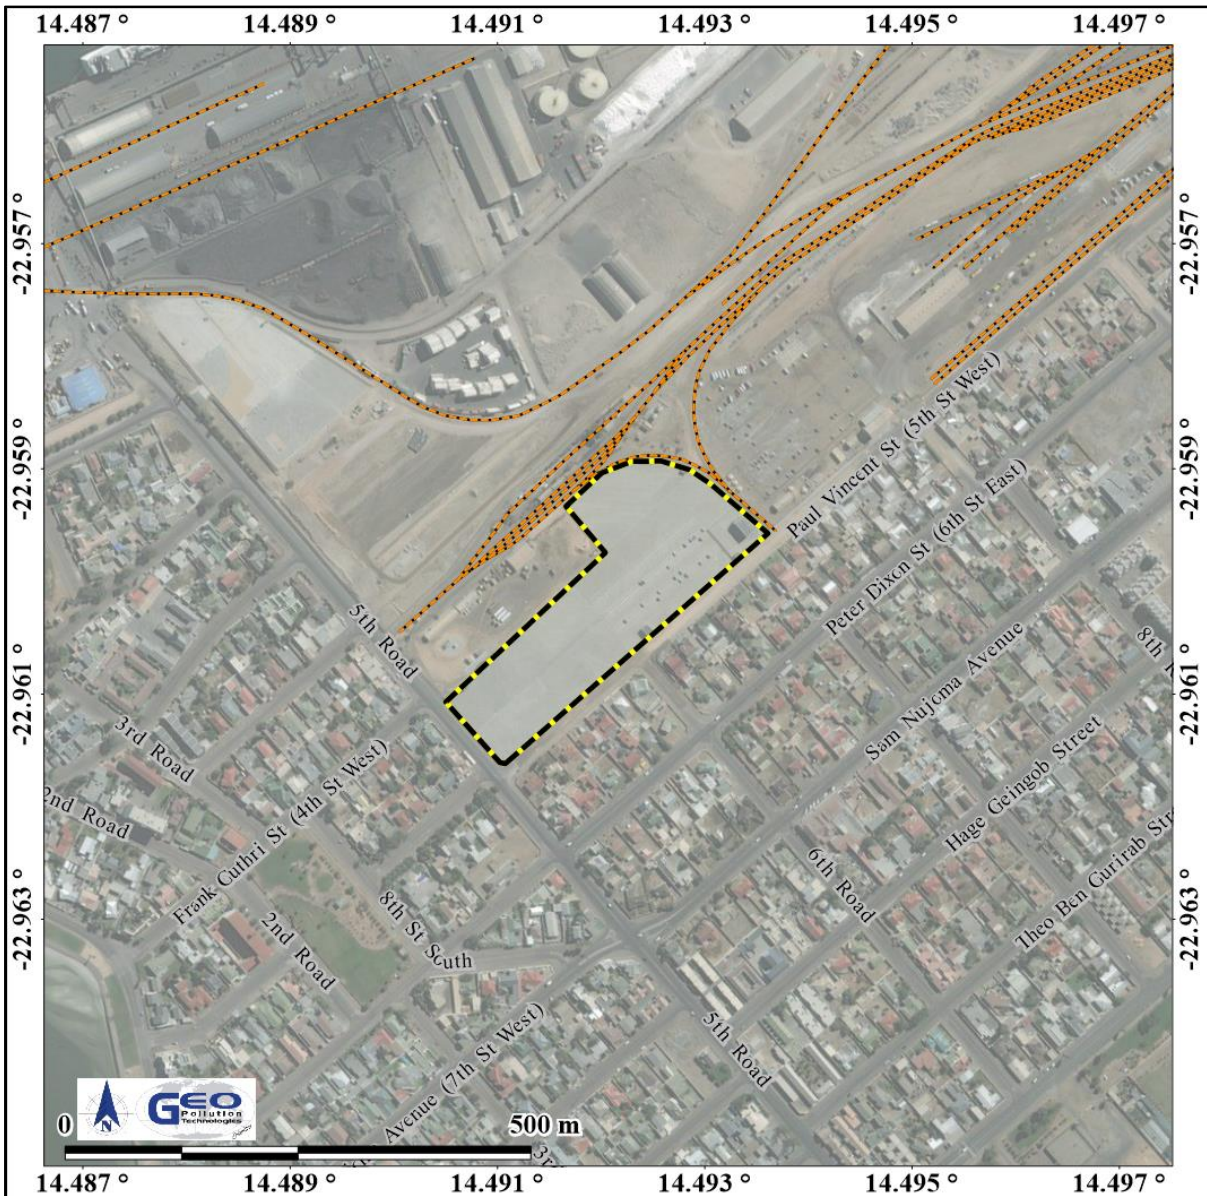 14.487 ° 14.489 ° 14.491 ° 14.493 ° 14.495 ° 14.497 °
-22.957 °
-22.957 °
-22.959 °
-22.959 °
Paul Vincent St (5th St West)
Peter Dixon St (6th St East)
5th Road
Sam Nujoma Avenue
8th
-22.961 °
-22.961 °
3rd Road
Hage Geingob Street
2nd Road
Frank Guthri St (4th St West)
6th Road
Theo Ben Gurirab Str
-22.963 °
-22.963 °
8th St South
2nd Road
5th Road
Avenue (7th St West)
3r
N
GEO
Pollution
Technologies
0 500 m
14.487 ° 14.489 ° 14.491 ° 14.493 ° 14.495 ° 14.497 °